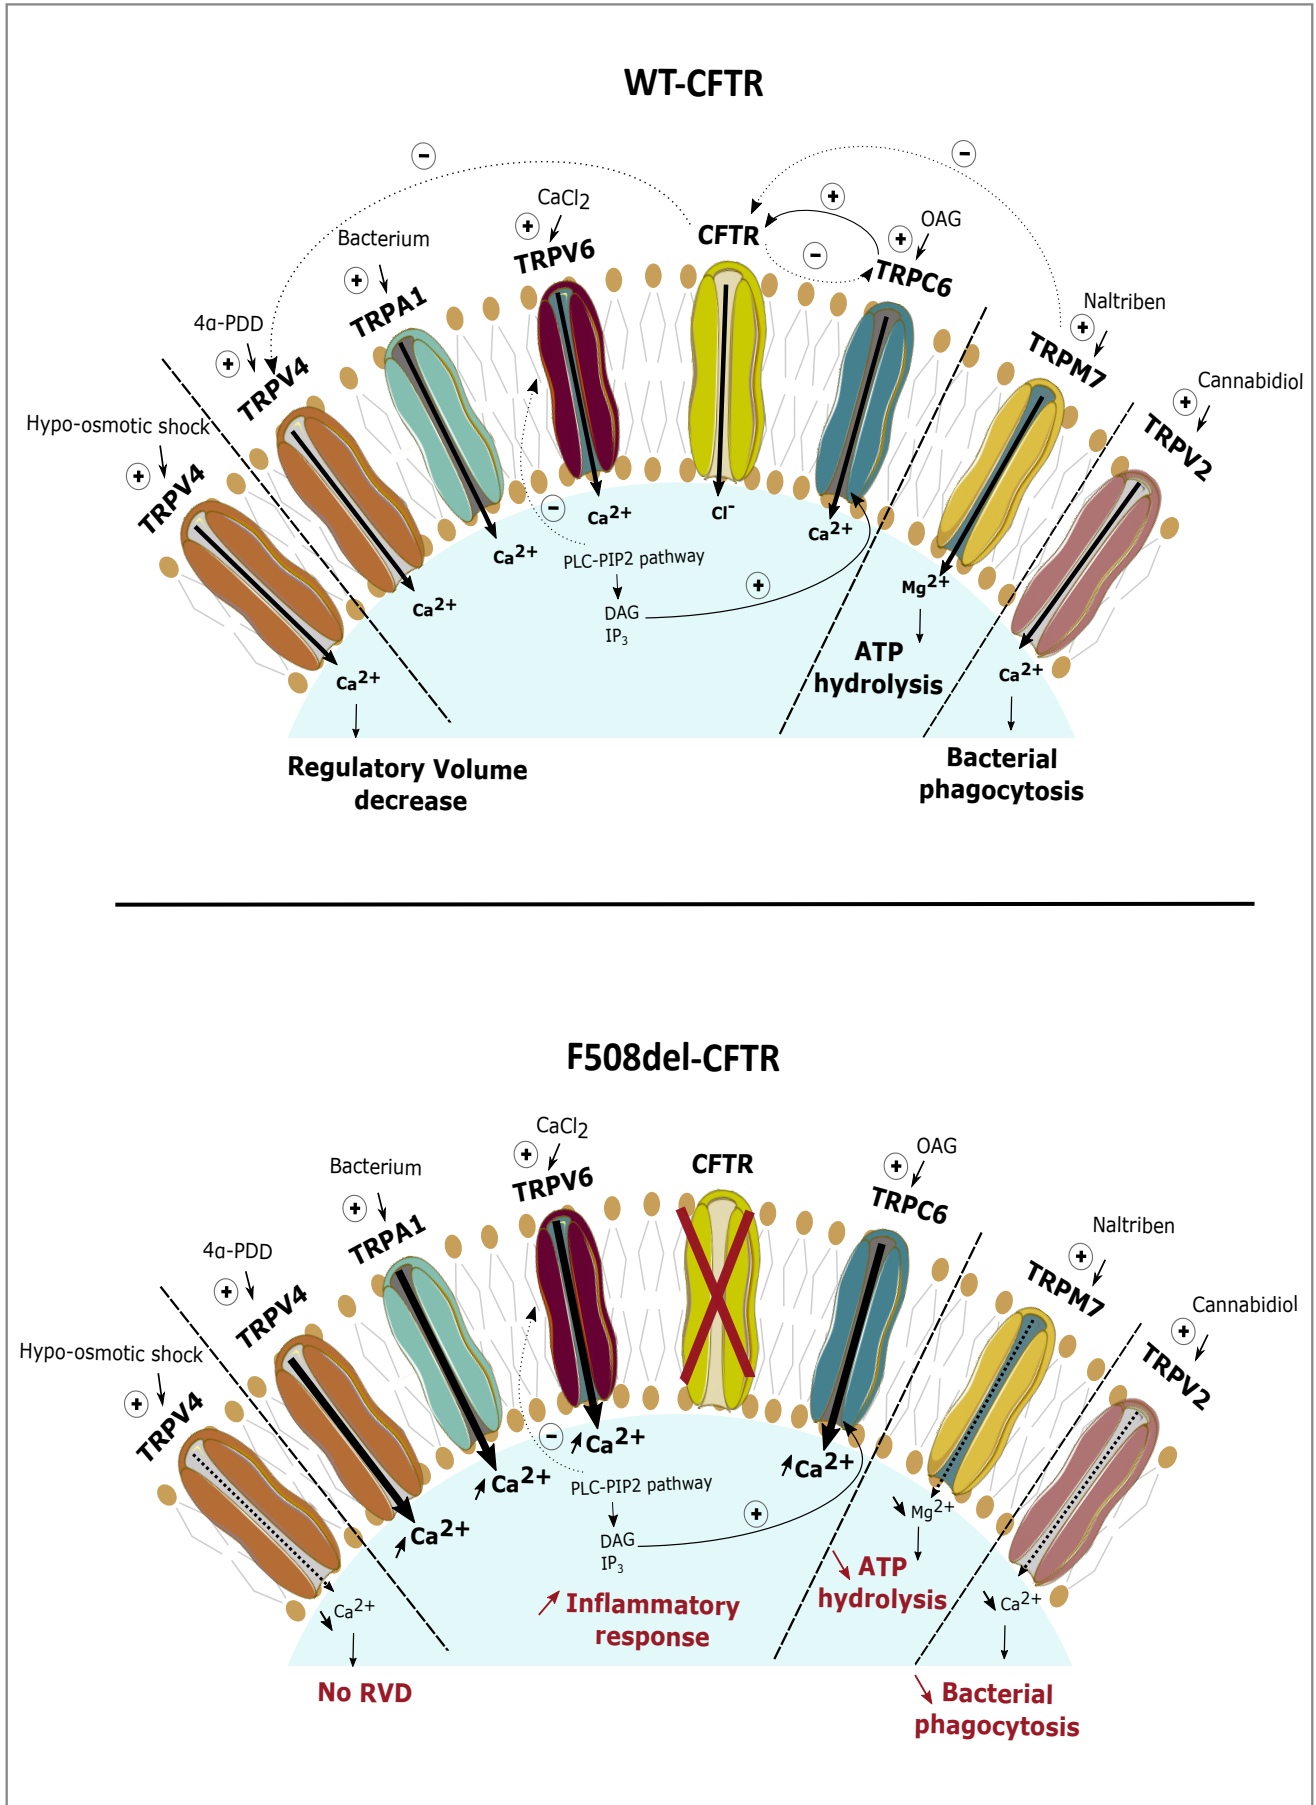 WT-CFTR
−
−
+
CaCl2
+
Bacterium
+
TRPV6
CFTR
−
+
OAG
TRPC6
+
TRPA1
4α-PDD
+
TRPV4
Hypo-osmotic shock
+
TRPV4
Naltriben
+
TRPM7
Cannabidiol
+
TRPV2
Ca2+
Ca2+
Ca2+
−
Ca2+
Cl-
Ca2+
Mg2+
Ca2+
PLC-PIP2 pathway
DAG
IP3
+
ATP
hydrolysis
Regulatory Volume
decrease
Bacterial
phagocytosis
F508del-CFTR
CaCl2
+
Bacterium
+
TRPV6
CFTR
OAG
+
TRPC6
TRPA1
4α-PDD
+
TRPV4
Hypo-osmotic shock
+
TRPV4
Naltriben
+
TRPM7
Cannabidiol
+
TRPV2
Ca2+
Ca2+
Ca2+
−
Ca2+
Ca2+
Mg2+
Ca2+
PLC-PIP2 pathway
DAG
IP3
+
Inflammatory
response
ATP
hydrolysis
No RVD
Bacterial
phagocytosis